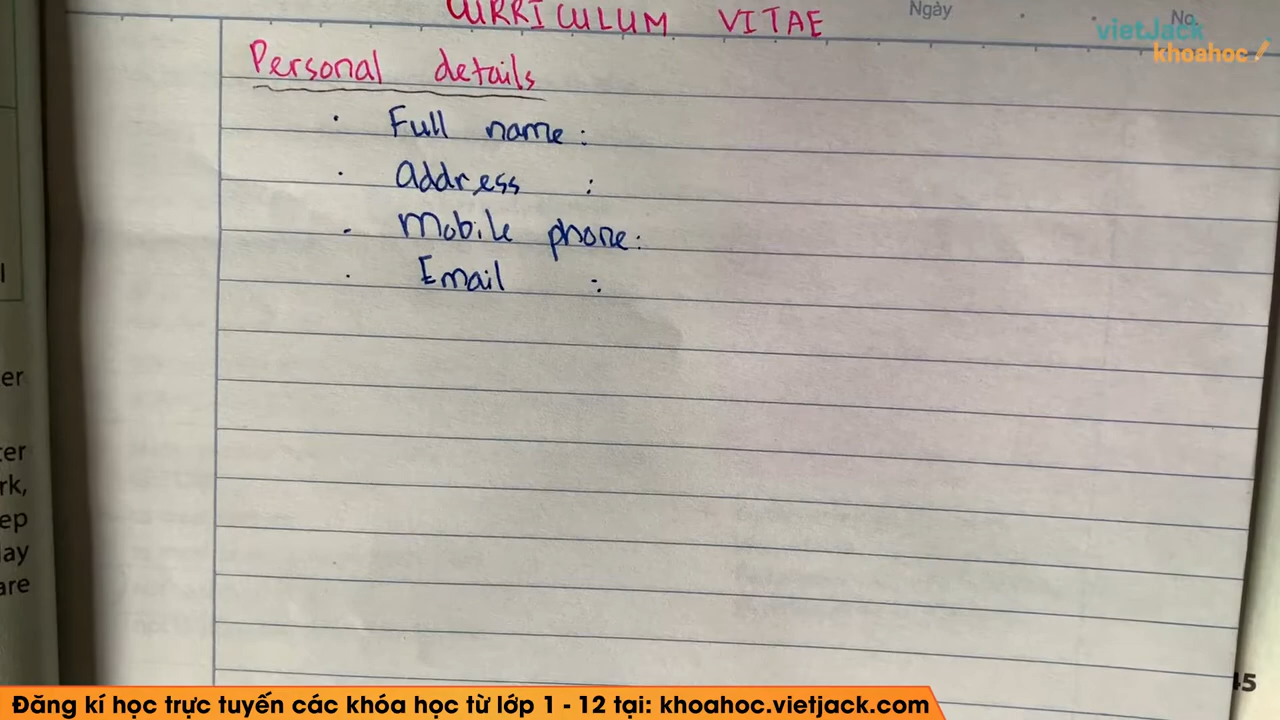 CURRICULUM VITAE
Ngày
No.
vietJack
khoahoc
Personal details
· Full name :
· Address :
· Mobile phone :
· Email :
l
er
ter
rk,
ep
lay
are
45
Đăng kí học trực tuyến các khóa học từ lớp 1 - 12 tại: khoahoc.vietjack.com